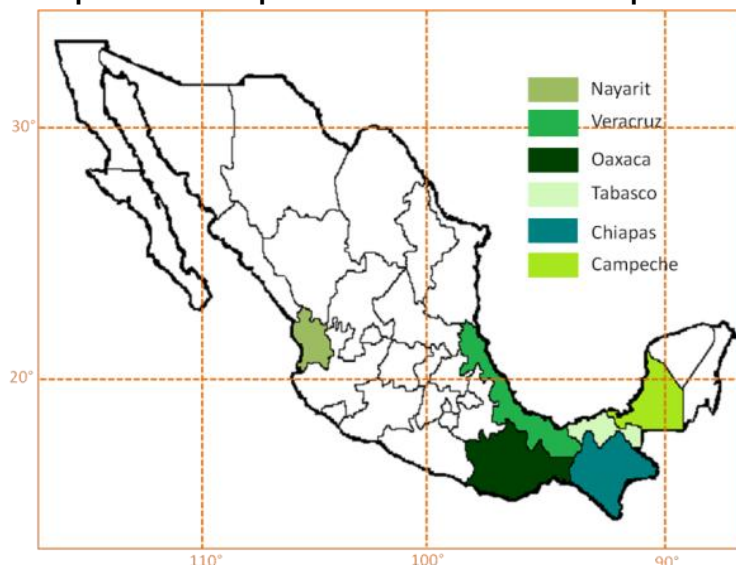 Nayarit
30°
Veracruz
Oaxaca
Tabasco
Chiapas
Campeche
20°
110°
100°
90°